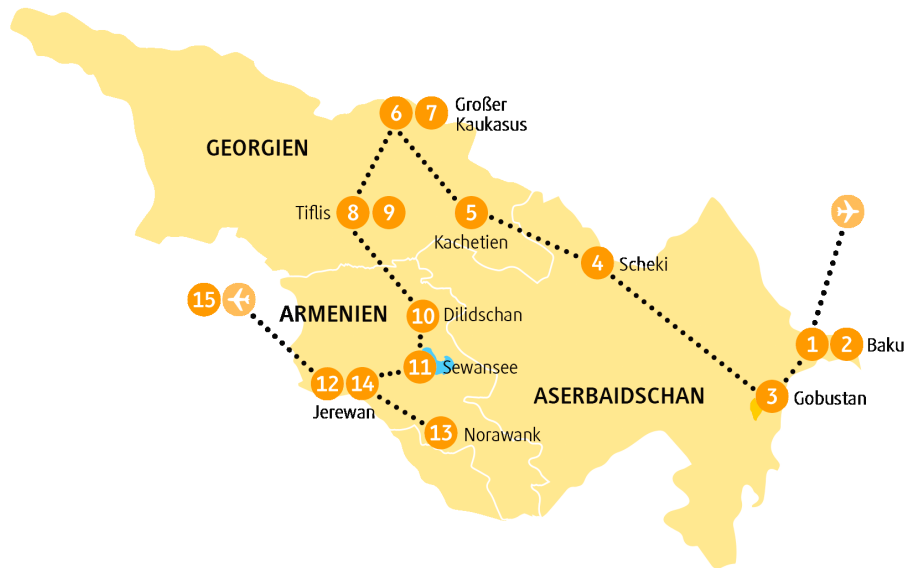 6 7 Großer
Kaukasus
GEORGIEN
Tiflis 8 9
5
Kachetien
4 Scheki
15
ARMENIEN
10 Dilidschan
1 2 Baku
11 Sewansee
12 14
Jerewan
ASERBAIDSCHAN
3 Gobustan
13 Norawank